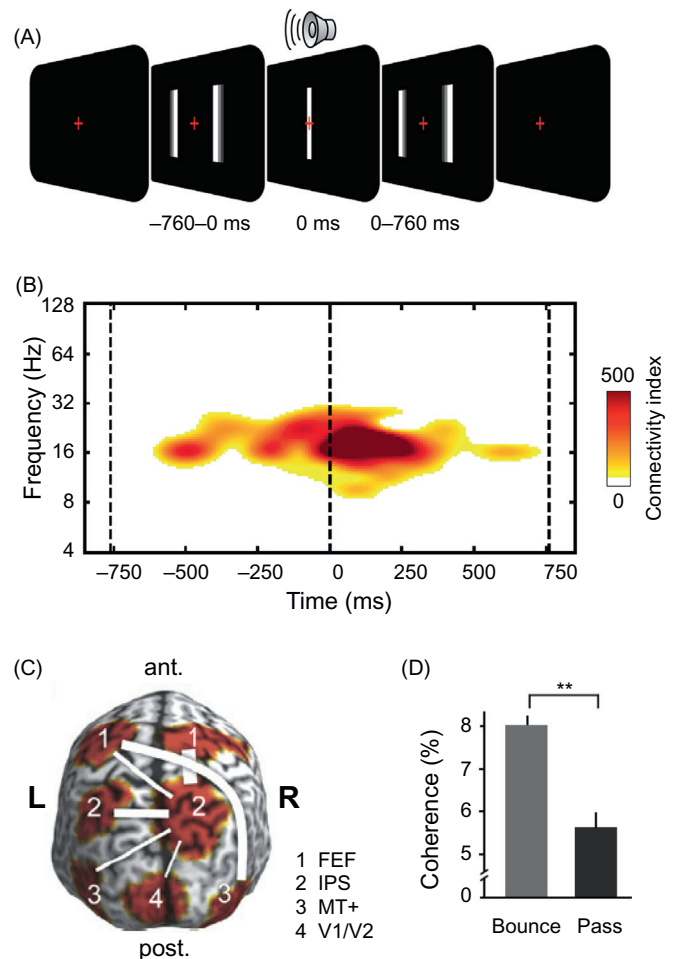 (A)
–760–0 ms 0 ms 0–760 ms
(B)
128
64
32
16
8
4
Frequency (Hz)
–750 –500 –250 0 250 500 750
Time (ms)
500
0
Connectivity index
(C)
ant.
L
R
1 1
2 2
3 4 3
post.
1 FEF
2 IPS
3 MT+
4 V1/V2
(D)
**
8
6
5
0
Coherence (%)
Bounce Pass